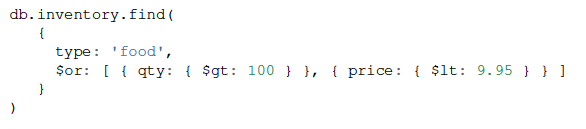 db.inventory.find(
{
type: 'food',
$or: [ { qty: { $gt: 100 } }, { price: { $lt: 9.95 } } ]
}
)